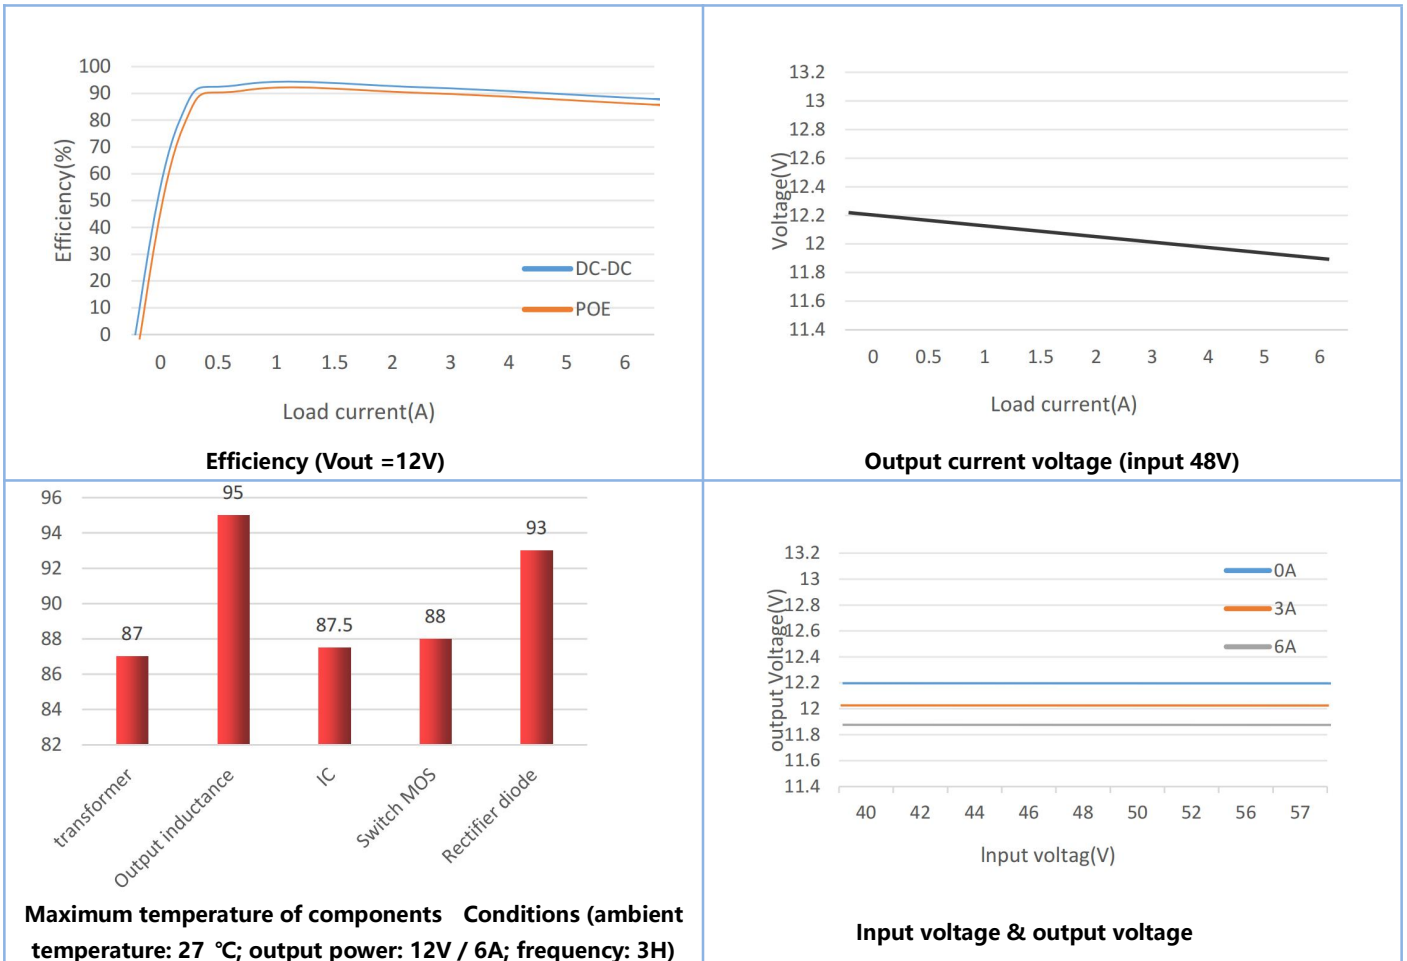 100
90
80
70
60
50
40
30
20
10
0
Efficiency(%)
DC-DC
POE
0 0.5 1 1.5 2 3 4 5 6
Load current(A)
Efficiency (Vout =12V)
13.2
13
12.8
12.6
12.4
12.2
12
11.8
11.6
11.4
Voltage(V)
0 0.5 1 1.5 2 3 4 5 6
Load current(A)
Output current voltage (input 48V)
96
94
92
90
88
86
84
82
87
95
87.5
88
93
transformer
Output inductance
IC
Switch MOS
Rectifier diode
Maximum temperature of components Conditions (ambient
temperature: 27 ℃; output power: 12V / 6A; frequency: 3H)
13.2
13
12.8
12.6
12.4
12.2
12
11.8
11.6
11.4
output Voltage(V)
0A
3A
6A
40 42 44 46 48 50 52 56 57
Input voltag(V)
Input voltage & output voltage